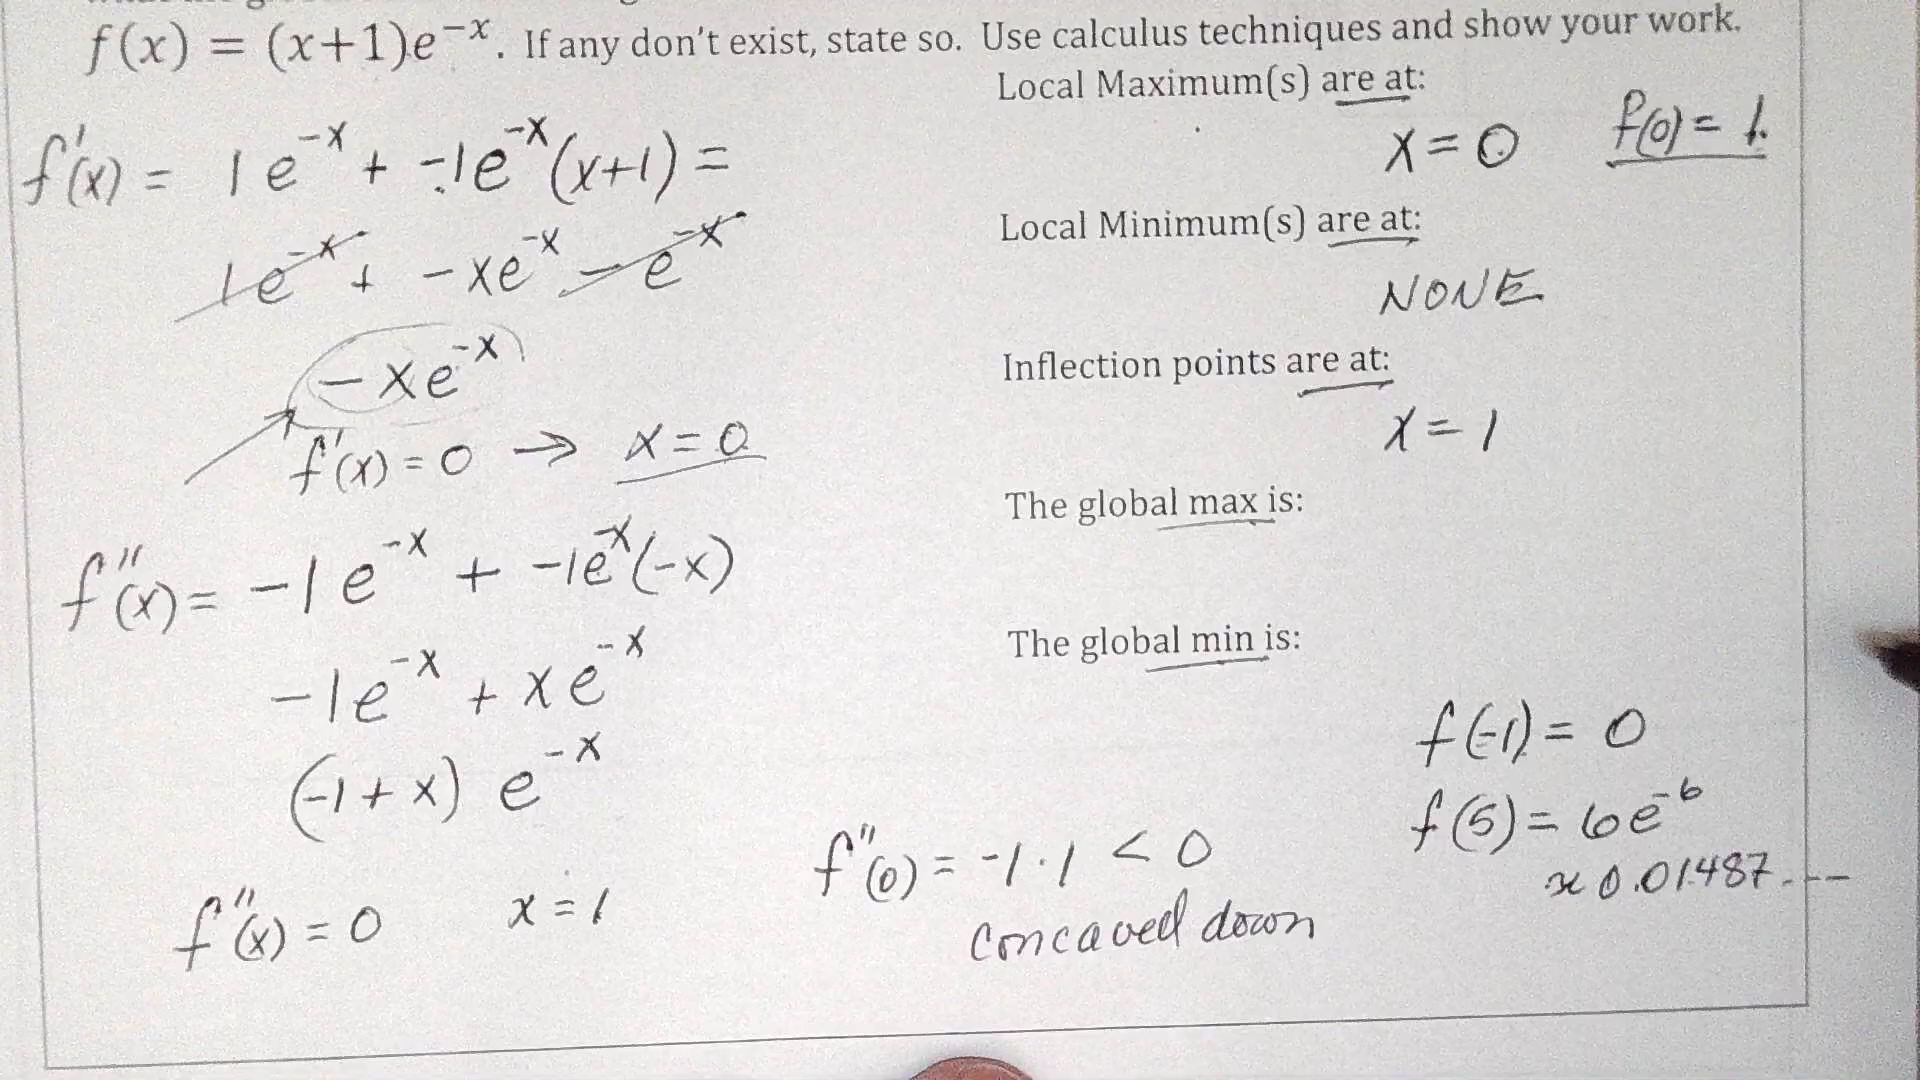 f(x) = (x+1)e^{-x}. If any don't exist, state so. Use calculus techniques and show your work.
f'(x) = 1e^{-x} + -1e^{-x}(x+1) =
1e^{-x} + -xe^{-x} - e^{-x}
-xe^{-x}
f'(x) = 0 → x = 0
f''(x) = -1e^{-x} + -1e^{-x}(-x)
-1e^{-x} + xe^{-x}
(-1 + x) e^{-x}
f''(x) = 0 x = 1
f''(0) = -1·1 < 0
concaved down
Local Maximum(s) are at:
x = 0 f(0) = 1.
Local Minimum(s) are at:
NONE
Inflection points are at:
x = 1
The global max is:
The global min is:
f(-1) = 0
f(5) = 6e^{-6}
≈ 0.01487...